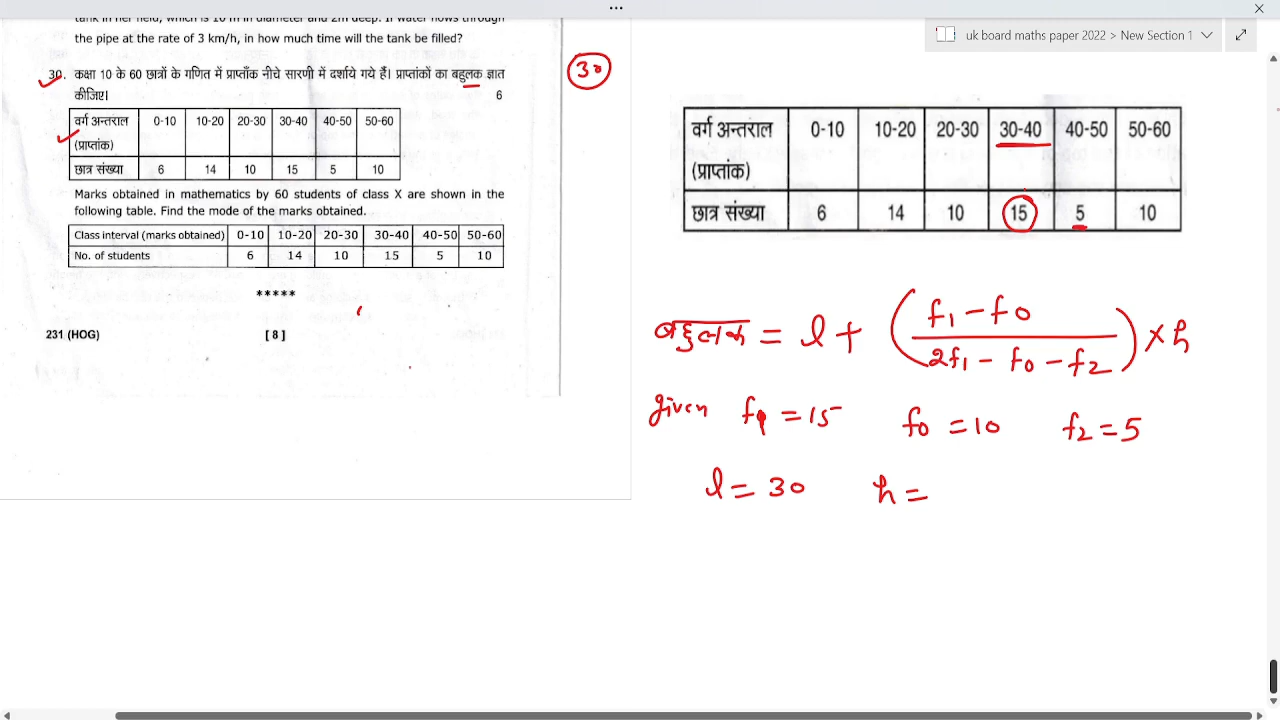 ...
uk board maths paper 2022 > New Section 1
tank in her field, which is 10 m in diameter and 2m deep. If water flows through
the pipe at the rate of 3 km/h, in how much time will the tank be filled?
30. कक्षा 10 के 60 छात्रों के गणित में प्राप्ताँक नीचे सारणी में दर्शाये गये हैं। प्राप्तांकों का बहुलक ज्ञात
कीजिए। 6
30
वर्ग अन्तराल 0-10 10-20 20-30 30-40 40-50 50-60
(प्राप्तांक)
छात्र संख्या 6 14 10 15 5 10
Marks obtained in mathematics by 60 students of class X are shown in the
following table. Find the mode of the marks obtained.
Class interval (marks obtained) 0-10 10-20 20-30 30-40 40-50 50-60
No. of students 6 14 10 15 5 10
*****
231 (HOG) [8]
वर्ग अन्तराल 0-10 10-20 20-30 30-40 40-50 50-60
(प्राप्तांक)
छात्र संख्या 6 14 10 15 5 10
बहुलक = l + (f1 - f0 / 2f1 - f0 - f2) × h
given f1 = 15 f0 = 10 f2 = 5
l = 30 h =